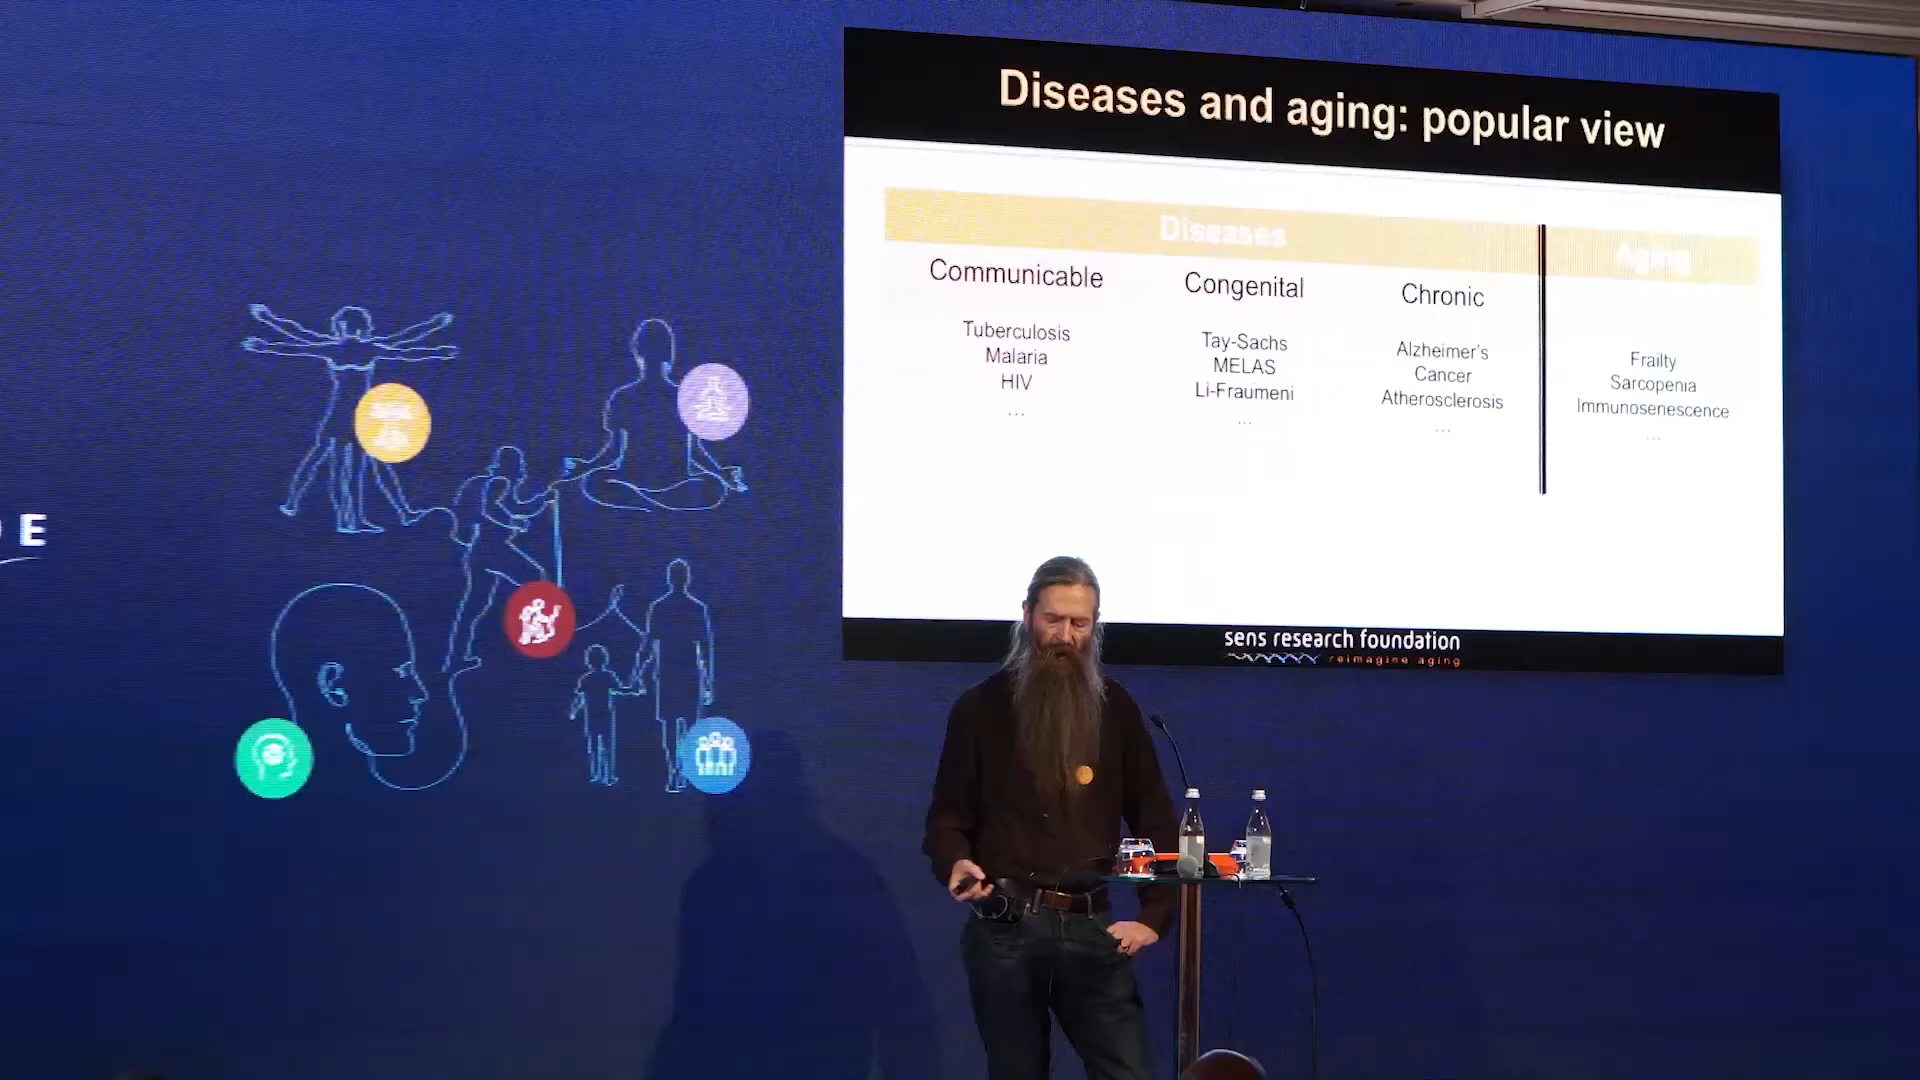 Diseases and aging: popular view
Diseases
Aging
Communicable
Congenital
Chronic
Tuberculosis
Malaria
HIV
...
Tay-Sachs
MELAS
Li-Fraumeni
...
Alzheimer's
Cancer
Atherosclerosis
...
Frailty
Sarcopenia
Immunosenescence
...
E
sens research foundation
reimagine aging